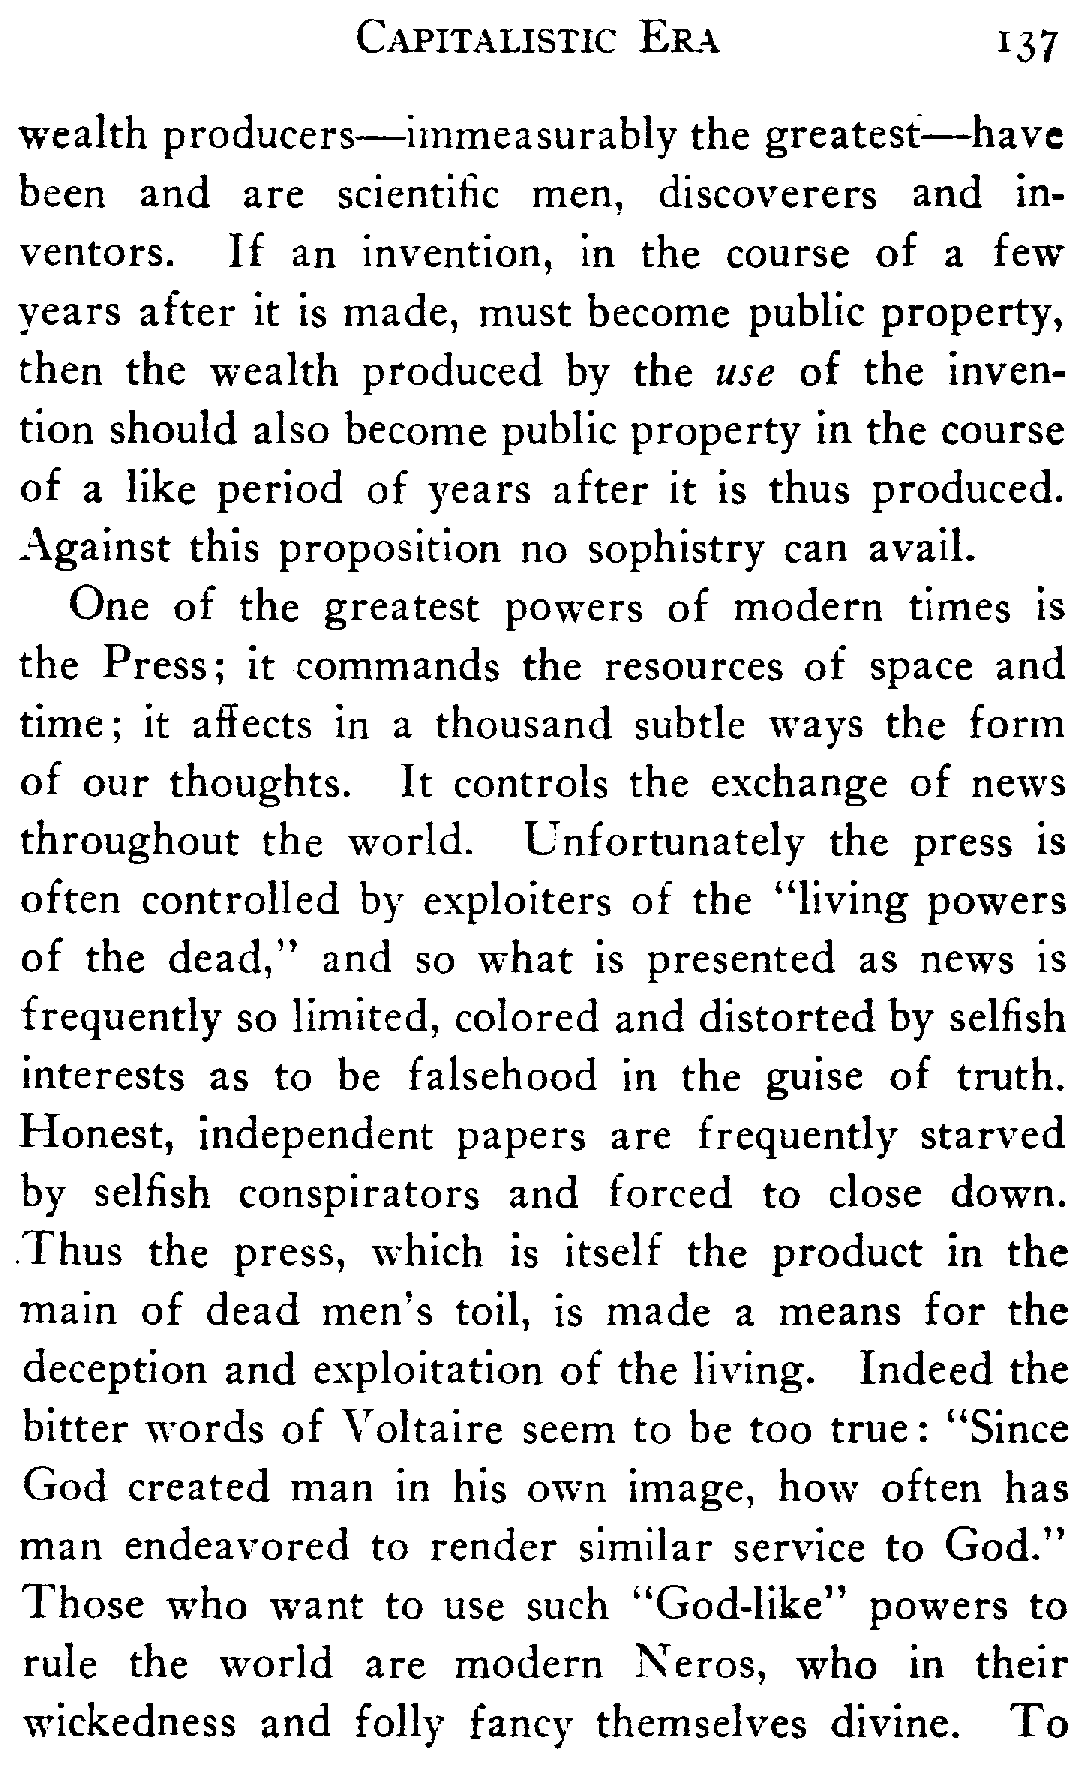 Capitalistic Era 137
wealth producers—immeasurably the greatest—have
been and are scientific men, discoverers and in-
ventors. If an invention, in the course of a few
years after it is made, must become public property,
then the wealth produced by the use of the inven-
tion should also become public property in the course
of a like period of years after it is thus produced.
Against this proposition no sophistry can avail.
One of the greatest powers of modern times is
the Press; it commands the resources of space and
time; it affects in a thousand subtle ways the form
of our thoughts. It controls the exchange of news
throughout the world. Unfortunately the press is
often controlled by exploiters of the “living powers
of the dead,” and so what is presented as news is
frequently so limited, colored and distorted by selfish
interests as to be falsehood in the guise of truth.
Honest, independent papers are frequently starved
by selfish conspirators and forced to close down.
Thus the press, which is itself the product in the
main of dead men's toil, is made a means for the
deception and exploitation of the living. Indeed the
bitter words of Voltaire seem to be too true: “Since
God created man in his own image, how often has
man endeavored to render similar service to God.”
Those who want to use such “God-like” powers to
rule the world are modern Neros, who in their
wickedness and folly fancy themselves divine. To